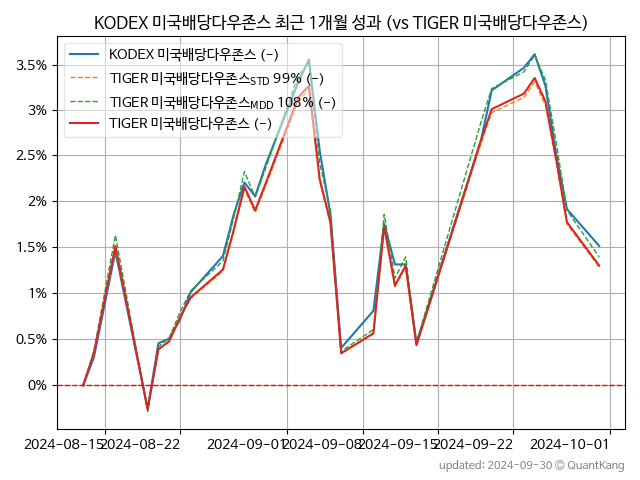 KODEX 미국배당다우존스 최근 1개월 성과 (vs TIGER 미국배당다우존스)
KODEX 미국배당다우존스 (-)
TIGER 미국배당다우존스STD 99% (-)
TIGER 미국배당다우존스MDD 108% (-)
TIGER 미국배당다우존스 (-)
3.5%
3%
2.5%
2%
1.5%
1%
0.5%
0%
2024-08-15 2024-08-22 2024-09-01 2024-09-08 2024-09-15 2024-09-22 2024-10-01
updated: 2024-09-30 © QuantKang